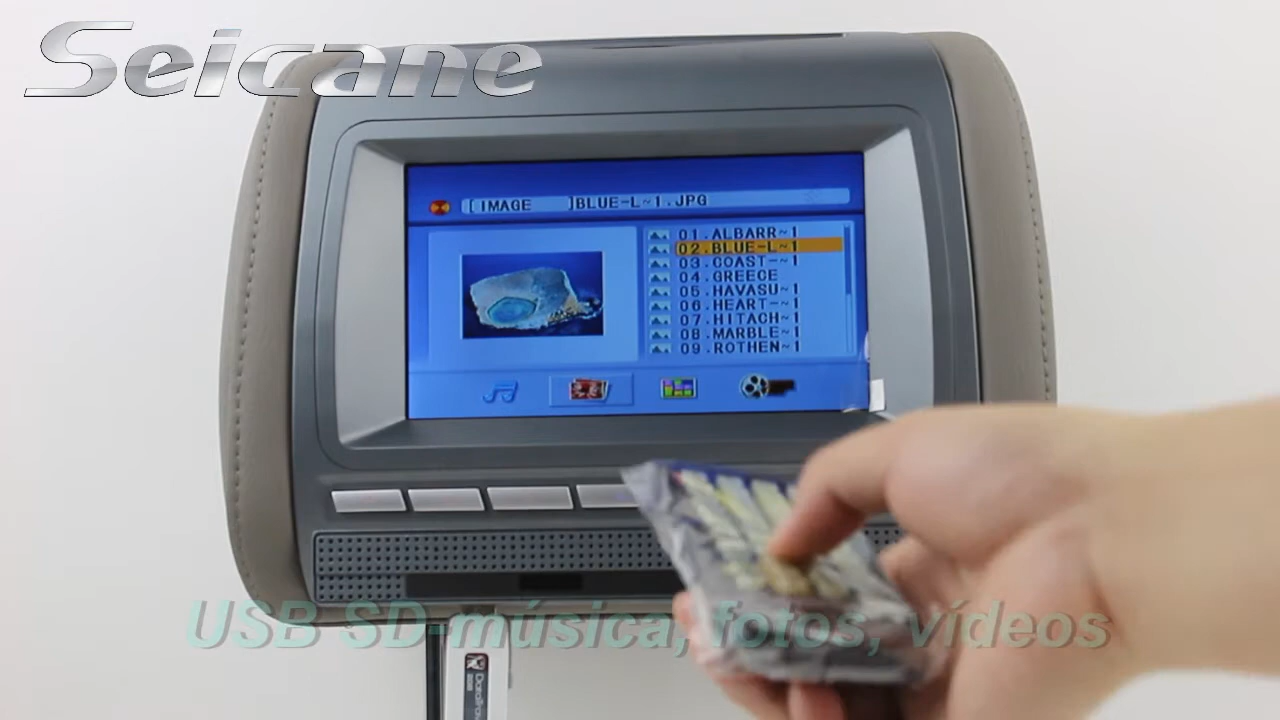 Seicane
[IMAGE ]BLUE-L~1.JPG
01.ALBARR~1
02.BLUE-L~1
03.COAST-~1
04.GREECE
05.HAVASU~1
06.HEART-~1
07.HITACH~1
08.MARBLE~1
09.ROTHEN~1
USB SD-música, fotos, vídeos